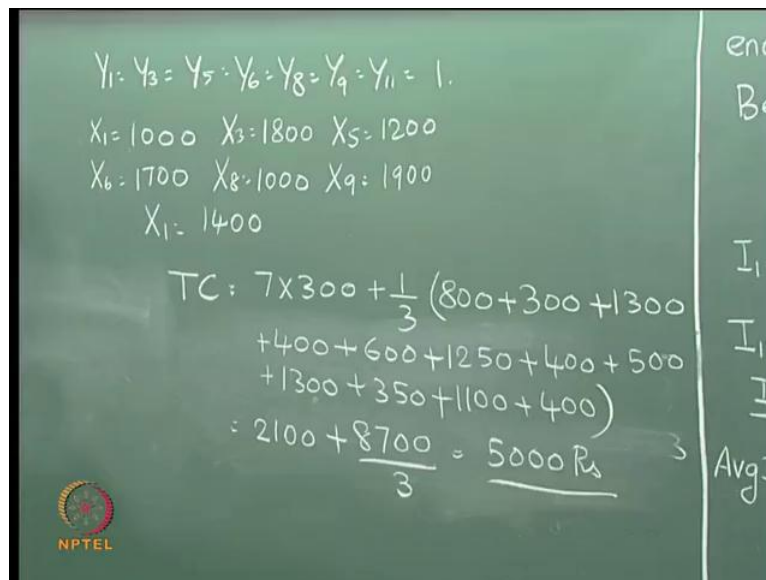 Y₁ = Y₃ = Y₅ = Y₆ = Y₈ = Y₉ = Y₁₁ = 1.
X₁ = 1000 X₃ = 1800 X₅ = 1200
X₆ = 1700 X₈ = 1000 X₉ = 1900
X₁ = 1400
TC = 7 X 300 + 1/3 (800 + 300 + 1300
+ 400 + 600 + 1250 + 400 + 500
+ 1300 + 350 + 1100 + 400)
= 2100 + 8700/3 = 5000 Rs
3
enc
Be
I₁
I₁
I
Avg
NPTEL